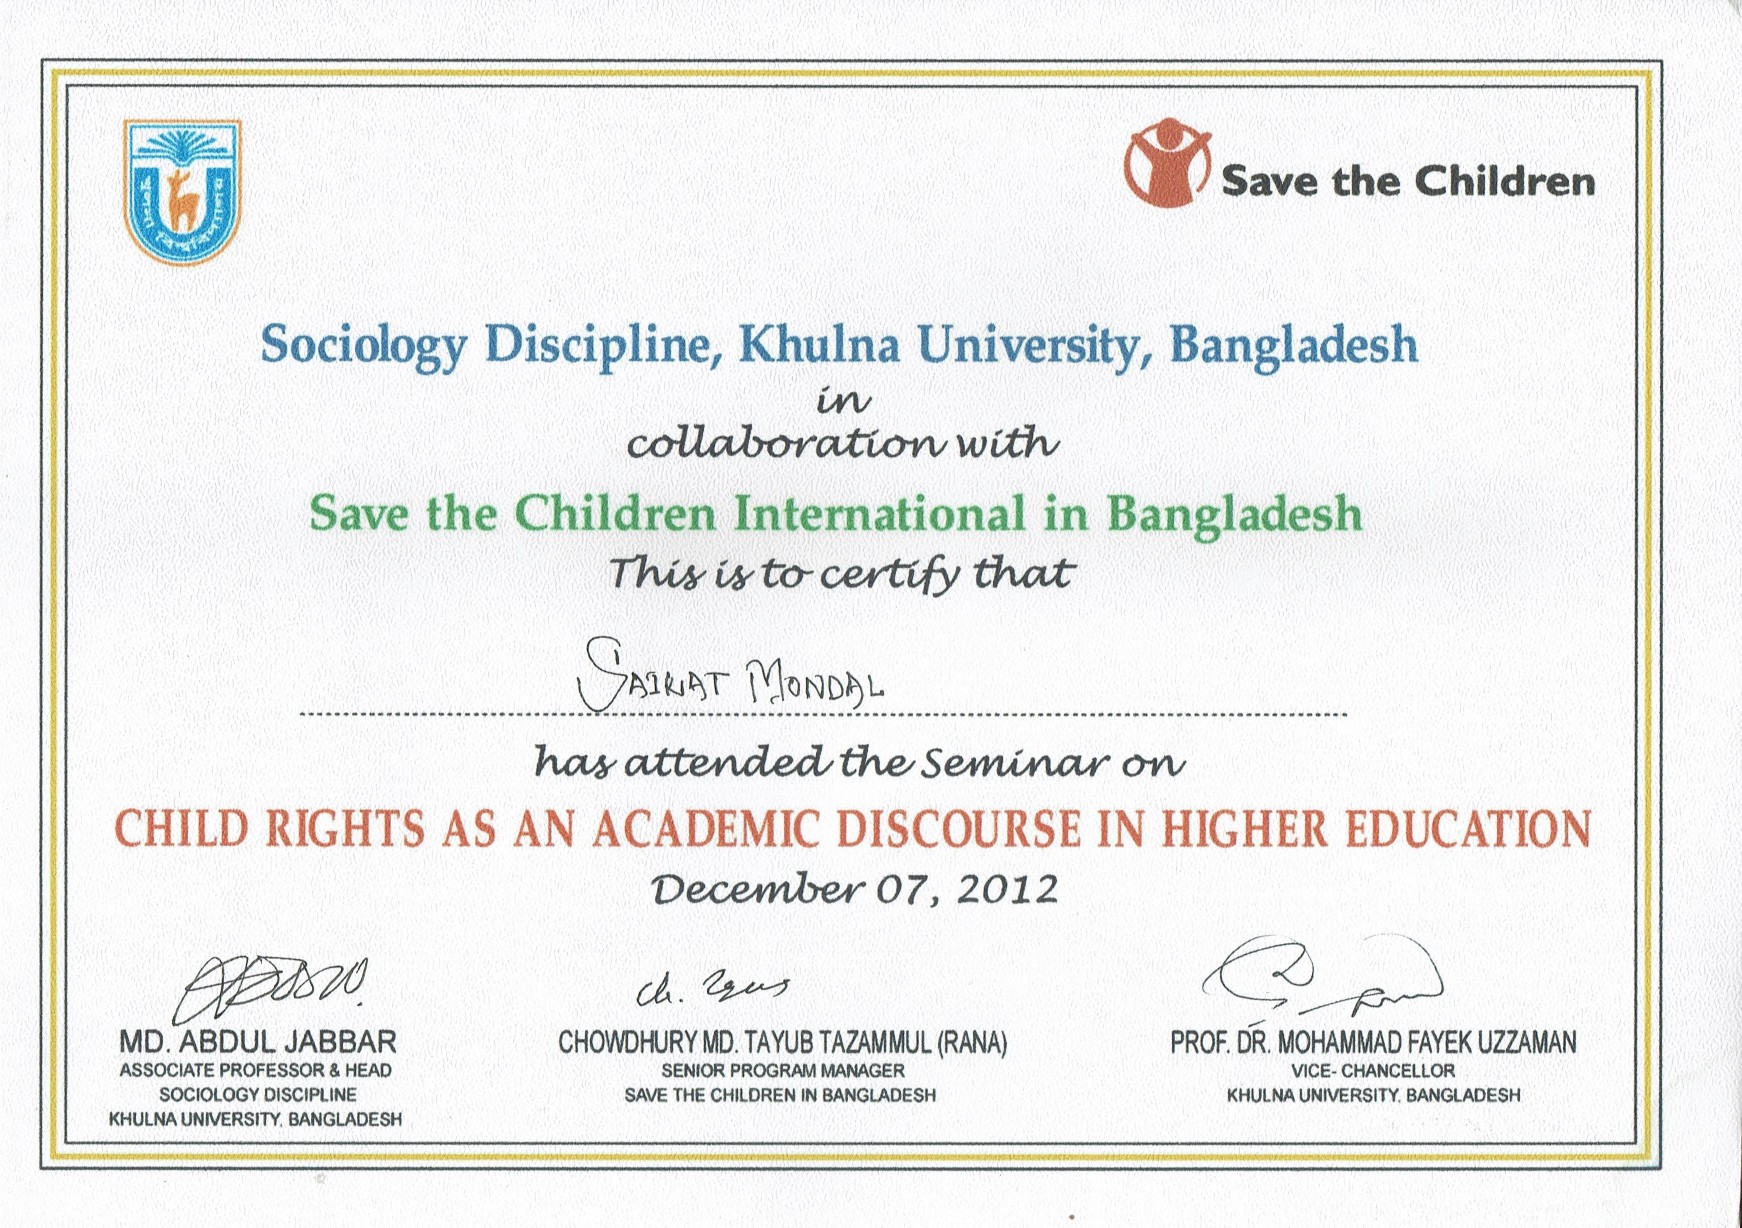 Save the Children
Sociology Discipline, Khulna University, Bangladesh
in
collaboration with
Save the Children International in Bangladesh
This is to certify that
SAIKAT MONDAL
has attended the Seminar on
CHILD RIGHTS AS AN ACADEMIC DISCOURSE IN HIGHER EDUCATION
December 07, 2012
MD. ABDUL JABBAR
ASSOCIATE PROFESSOR & HEAD
SOCIOLOGY DISCIPLINE
KHULNA UNIVERSITY, BANGLADESH
CHOWDHURY MD. TAYUB TAZAMMUL (RANA)
SENIOR PROGRAM MANAGER
SAVE THE CHILDREN IN BANGLADESH
PROF. DR. MOHAMMAD FAYEK UZZAMAN
VICE- CHANCELLOR
KHULNA UNIVERSITY, BANGLADESH